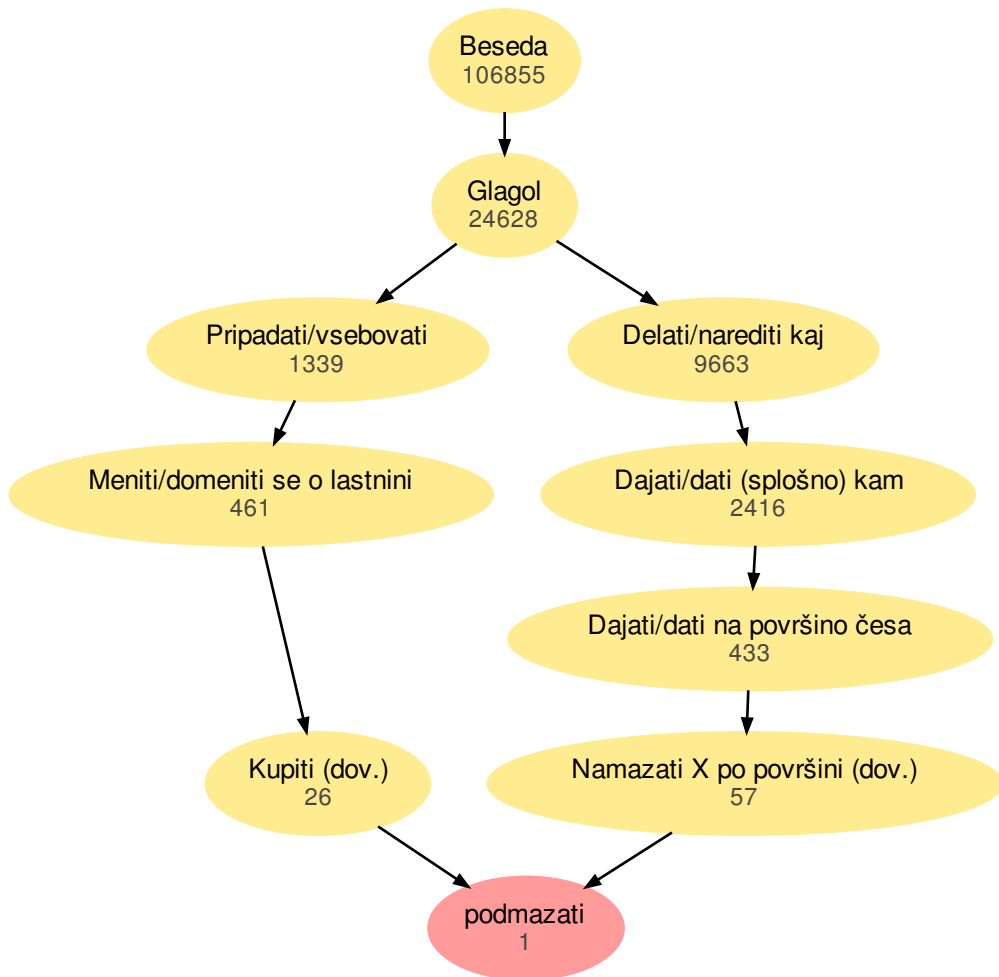 Beseda
106855
Glagol
24628
Pripadati/vsebovati
1339
Delati/narediti kaj
9663
Meniti/domeniti se o lastnini
461
Dajati/dati (splošno) kam
2416
Dajati/dati na površino česa
433
Kupiti (dov.)
26
Namazati X po površini (dov.)
57
podmazati
1